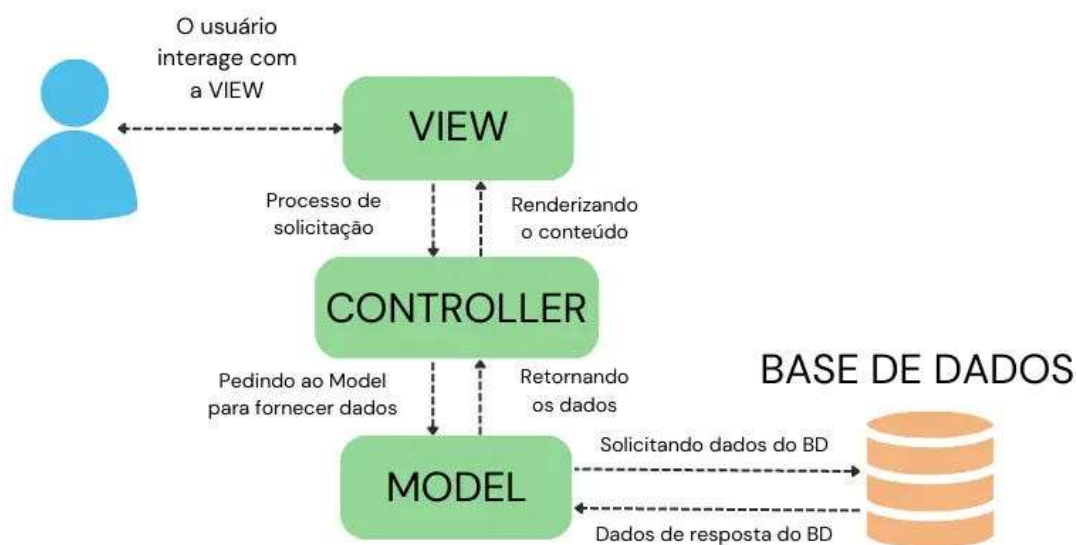 O usuário
interage com
a VIEW
VIEW
Processo de
solicitação
Renderizando
o conteúdo
CONTROLLER
Pedindo ao Model
para fornecer dados
Retornando
os dados
BASE DE DADOS
MODEL
Solicitando dados do BD
Dados de resposta do BD